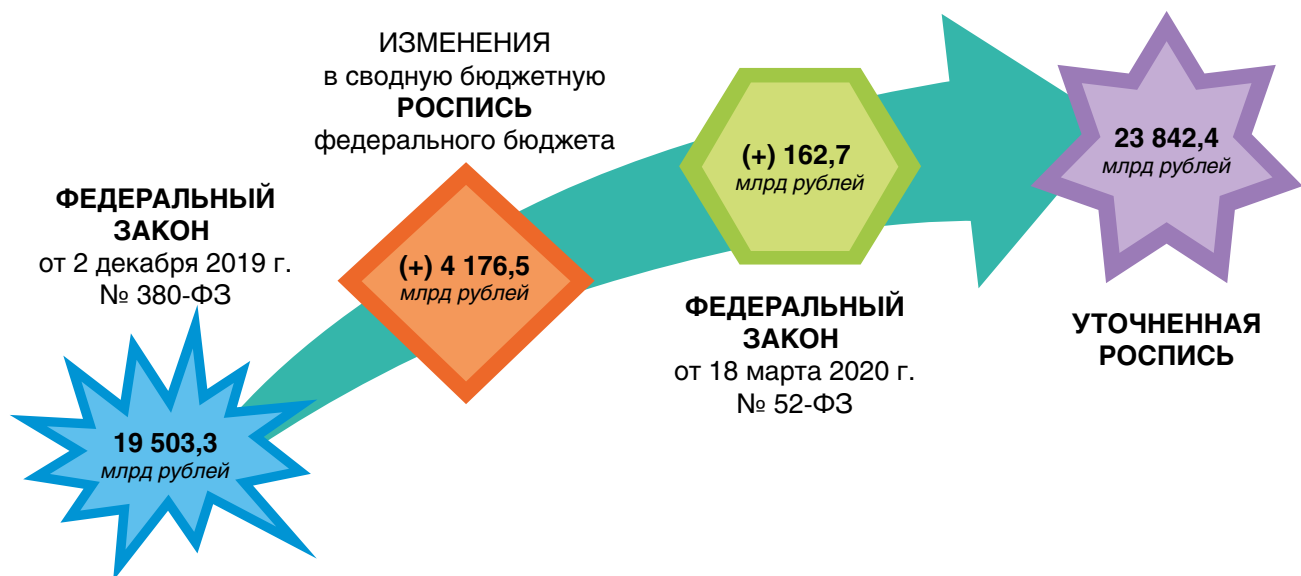 ФЕДЕРАЛЬНЫЙ
ЗАКОН
от 2 декабря 2019 г.
№ 380-ФЗ
19 503,3
млрд рублей
ИЗМЕНЕНИЯ
в сводную бюджетную
РОСПИСЬ
федерального бюджета
(+) 4 176,5
млрд рублей
(+) 162,7
млрд рублей
ФЕДЕРАЛЬНЫЙ
ЗАКОН
от 18 марта 2020 г.
№ 52-ФЗ
23 842,4
млрд рублей
УТОЧНЕННАЯ
РОСПИСЬ